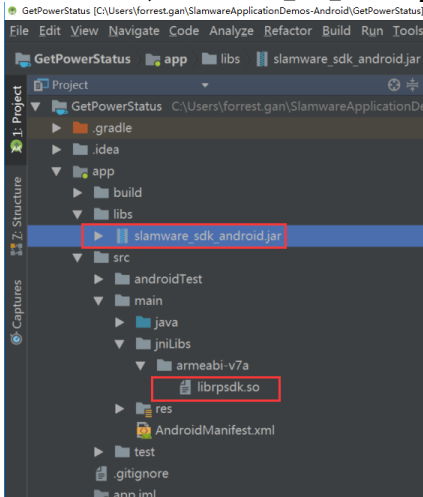 GetPowerStatus [C:\Users\forrest.gan\SlamwareApplicationDemos-Android\GetPowerStatus]
File Edit View Navigate Code Analyze Refactor Build Run Tools
GetPowerStatus app libs slamware_sdk_android.jar
Project
1: Project
GetPowerStatus C:\Users\forrest.gan\SlamwareApplicationDe
.gradle
.idea
app
build
libs
Z: Structure
slamware_sdk_android.jar
src
androidTest
main
Captures
java
jniLibs
armeabi-v7a
librpsdk.so
res
AndroidManifest.xml
test
.gitignore
app.iml